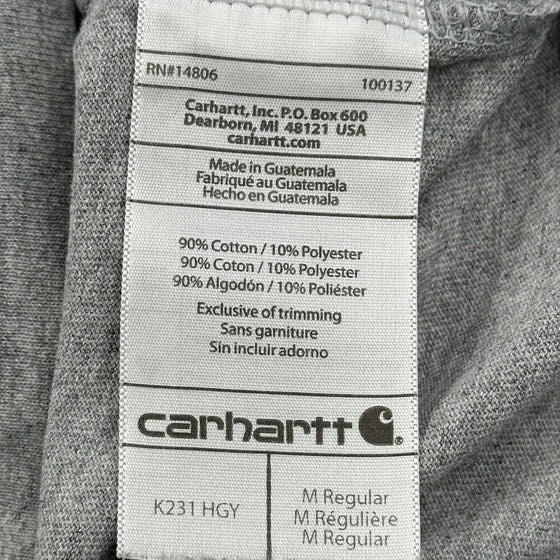 RN#14806 100137
Carhartt, Inc. P.O. Box 600
Dearborn, MI 48121 USA
carhartt.com
Made in Guatemala
Fabriqué au Guatemala
Hecho en Guatemala
90% Cotton / 10% Polyester
90% Coton / 10% Polyester
90% Algodón / 10% Poliéster
Exclusive of trimming
Sans garniture
Sin incluir adorno
carhartt
K231 HGY
M Regular
M Régulière
M Regular